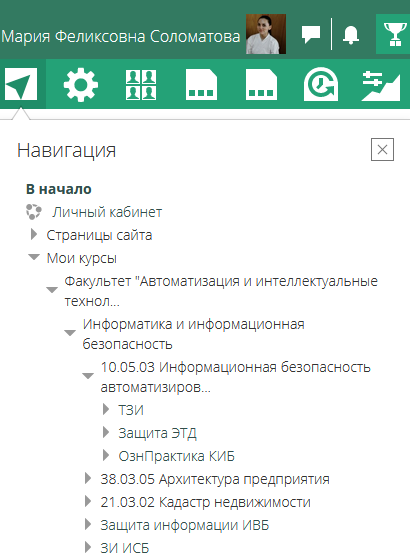 Мария Феликсовна Соломатова
Навигация
В начало
Личный кабинет
Страницы сайта
Мои курсы
Факультет "Автоматизация и интеллектуальные
технол...
Информатика и информационная
безопасность
10.05.03 Информационная безопасность
автоматизиров...
ТЗИ
Защита ЭТД
ОзнПрактика КИБ
38.03.05 Архитектура предприятия
21.03.02 Кадастр недвижимости
Защита информации ИВБ
ЗИ ИСБ